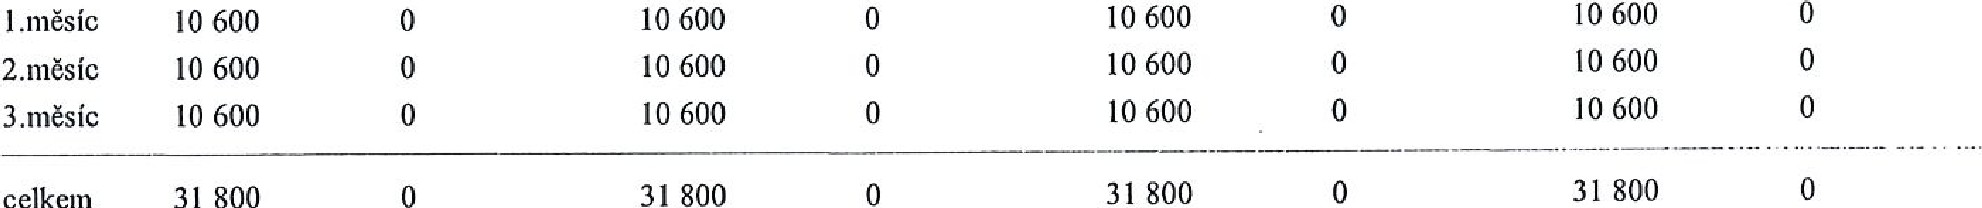 1.měsíc 10 600 0 10 600 0 10 600 0 10 600 0
2.měsíc 10 600 0 10 600 0 10 600 0 10 600 0
3.měsíc 10 600 0 10 600 0 10 600 0 10 600 0
celkem 31 800 0 31 800 0 31 800 0 31 800 0